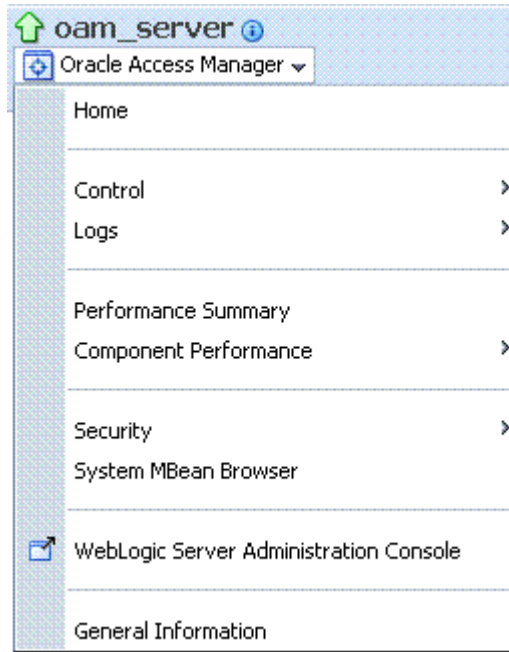 oam_server
Oracle Access Manager
Home
Control
Logs
Performance Summary
Component Performance
Security
System MBean Browser
WebLogic Server Administration Console
General Information